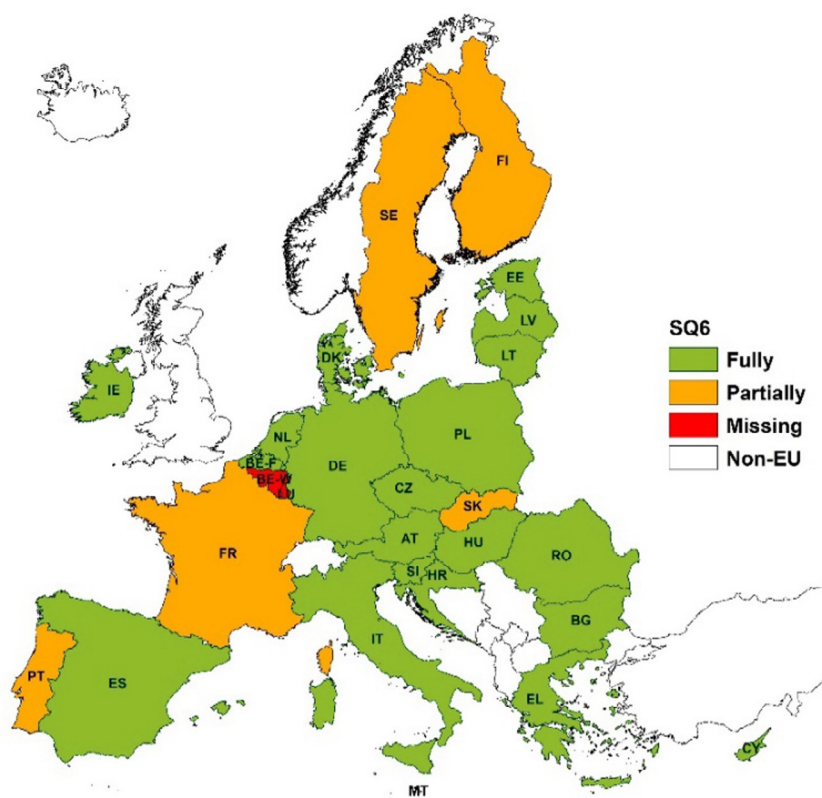 FI
SE
EE
LV
LT
DK
IE
NL
PL
BE-F
DE
BE-W
LU
CZ
SK
FR
AT
HU
RO
SI
HR
BG
IT
PT
ES
EL
CY
MT
SQ6
Fully
Partially
Missing
Non-EU